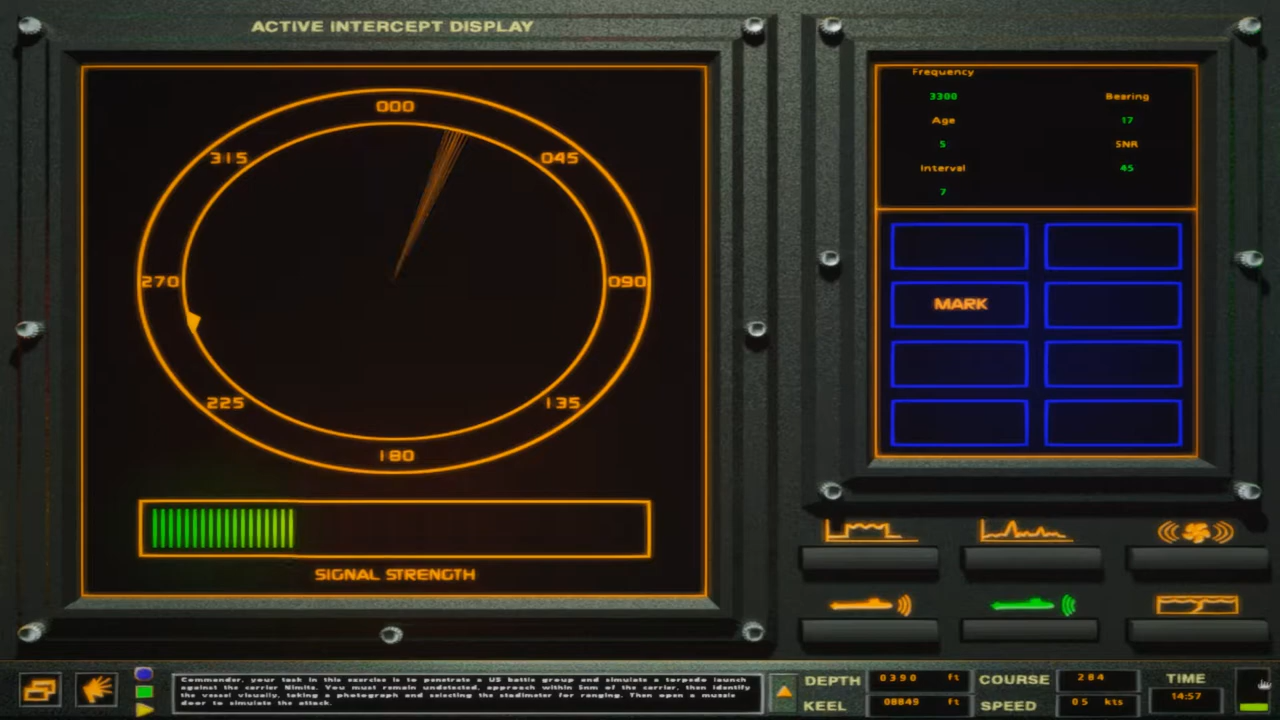 ACTIVE INTERCEPT DISPLAY
000
315
045
270
090
225
135
180
SIGNAL STRENGTH
Frequency
3300
Bearing
Age
17
5
SNR
Interval
45
7
MARK
Commander, your task in this exercise is to penetrate a US battle group and simulate a torpedo launch
against the carrier Nimitz. You must remain undetected, approach within 5nm of the carrier, then identify
the vessel visually, taking a photograph and selecting the stadimeter for ranging. Then open a muzzle
door to simulate the attack.
DEPTH 0390 ft COURSE 284 TIME
KEEL 08849 ft SPEED 05 kts 14:57